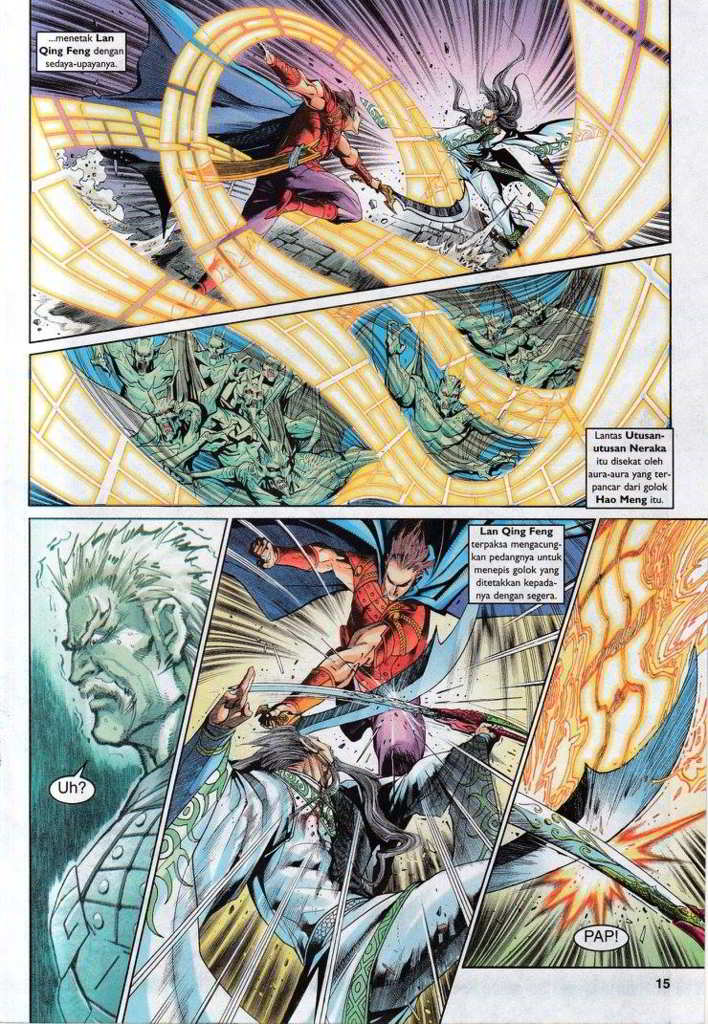 ...menetak Lan
Qing Feng dengan
sedaya-upayanya.
Lantas Utusan-
utusan Neraka
itu disekat oleh
aura-aura yang ter-
pancar dari golok
Hao Meng itu.
Uh?
Lan Qing Feng
terpaksa mengacung-
kan pedangnya untuk
menepis golok yang
ditetakkan kepada-
nya dengan segera.
PAP!
15